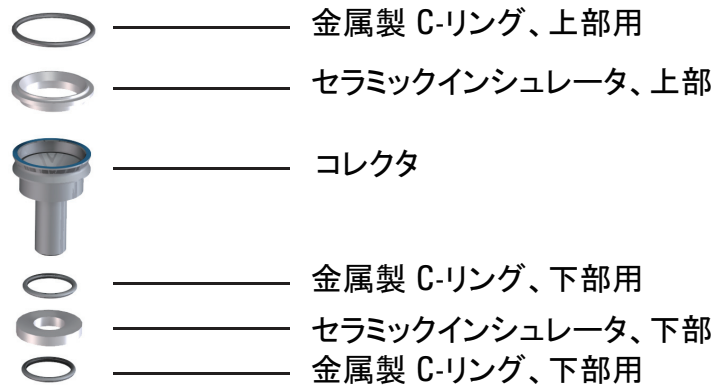 金属製 C-リング、上部用
セラミックインシュレータ、上部
コレクタ
金属製 C-リング、下部用
セラミックインシュレータ、下部
金属製 C-リング、下部用